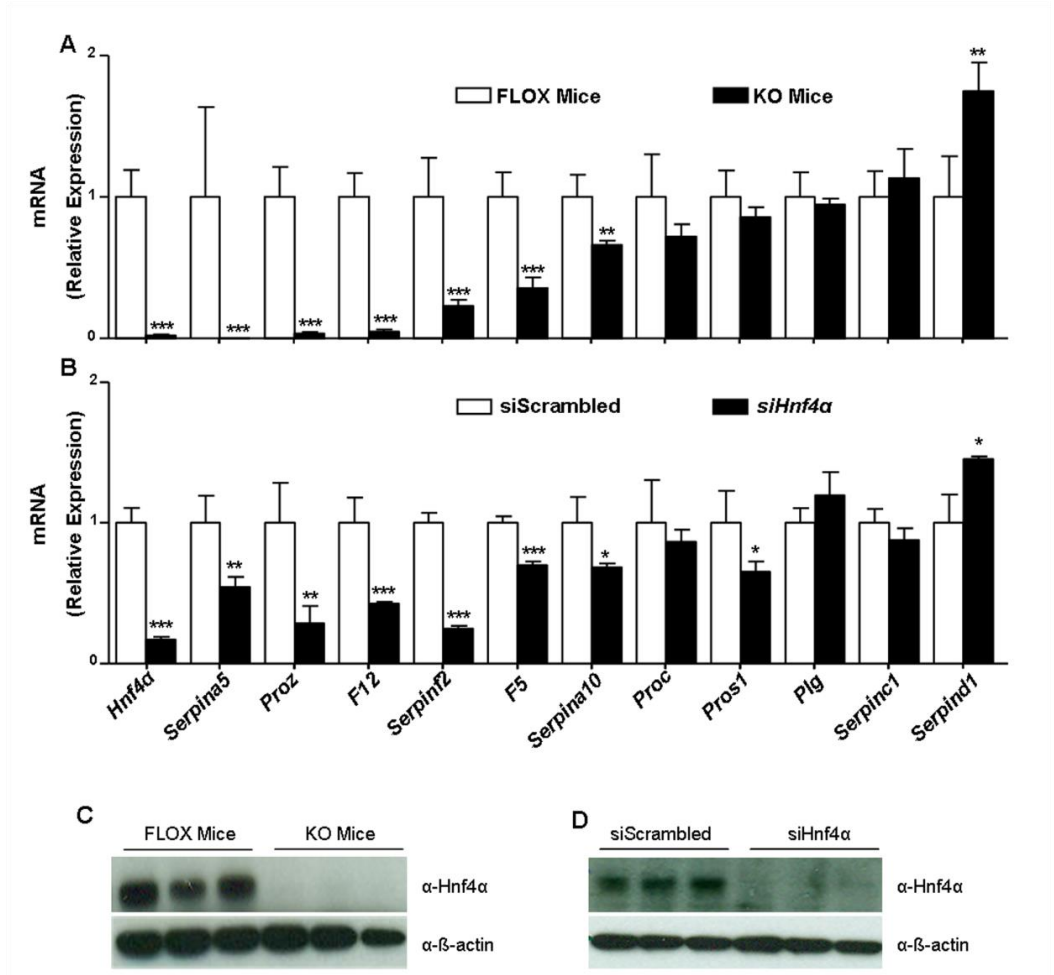 A
2
1
0
mRNA
(Relative Expression)
FLOX Mice
KO Mice
**
***
***
***
***
***
***
**
B
2
1
0
mRNA
(Relative Expression)
siScrambled
siHnf4α
*
***
**
**
***
***
***
*
*
Hnf4α
Serpina5
Proz
F12
Serpinf2
F5
Serpina10
Proc
Pros1
Plg
Serpinc1
Serpind1
C
FLOX Mice
KO Mice
α-Hnf4α
α-ß-actin
D
siScrambled
siHnf4α
α-Hnf4α
α-ß-actin